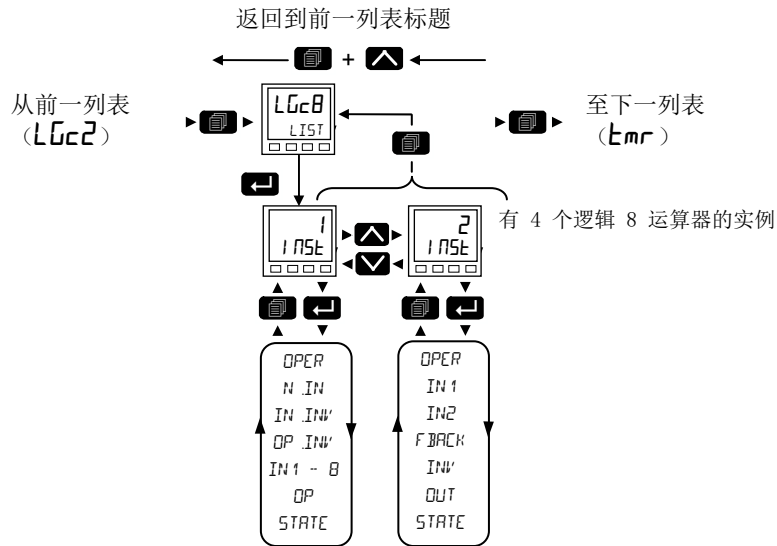 返回到前一列表标题
+
从前一列表
（LGc2）
LGc8
LIST
至下一列表
（tmr）
1
INSt
2
INSt
有 4 个逻辑 8 运算器的实例
OPER
N.IN
IN.INV
OP.INV
IN1 - 8
OP
STATE
OPER
IN1
IN2
F.BACK
INV
OUT
STATE